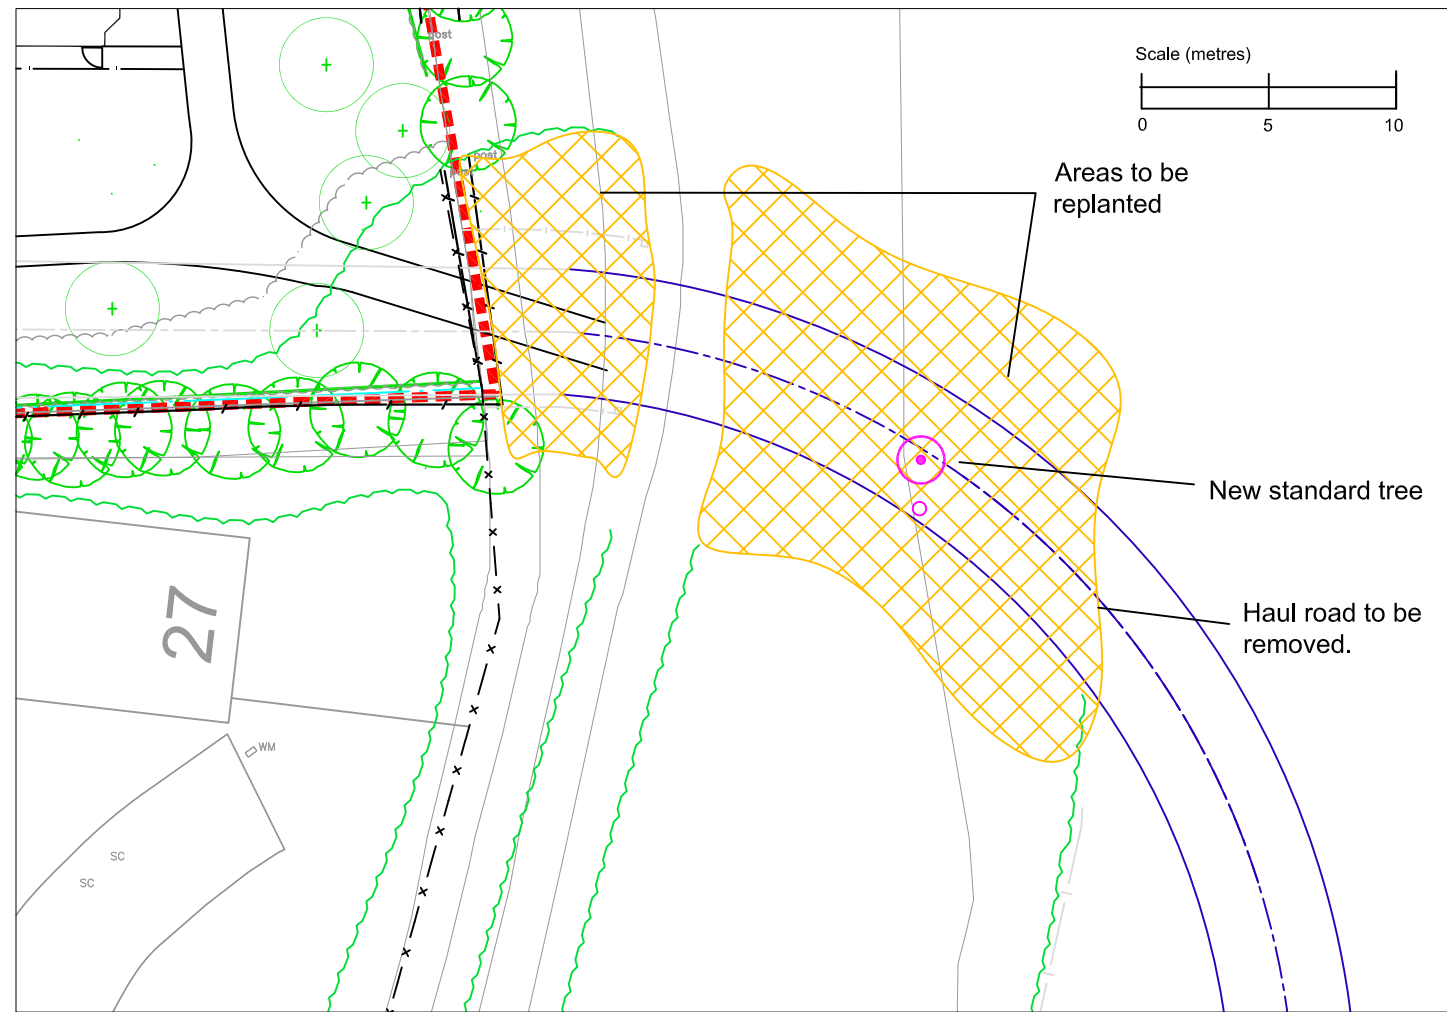 post
Scale (metres)
0 5 10
post
post
Areas to be
replanted
New standard tree
27
Haul road to be
removed.
WM
SC
SC